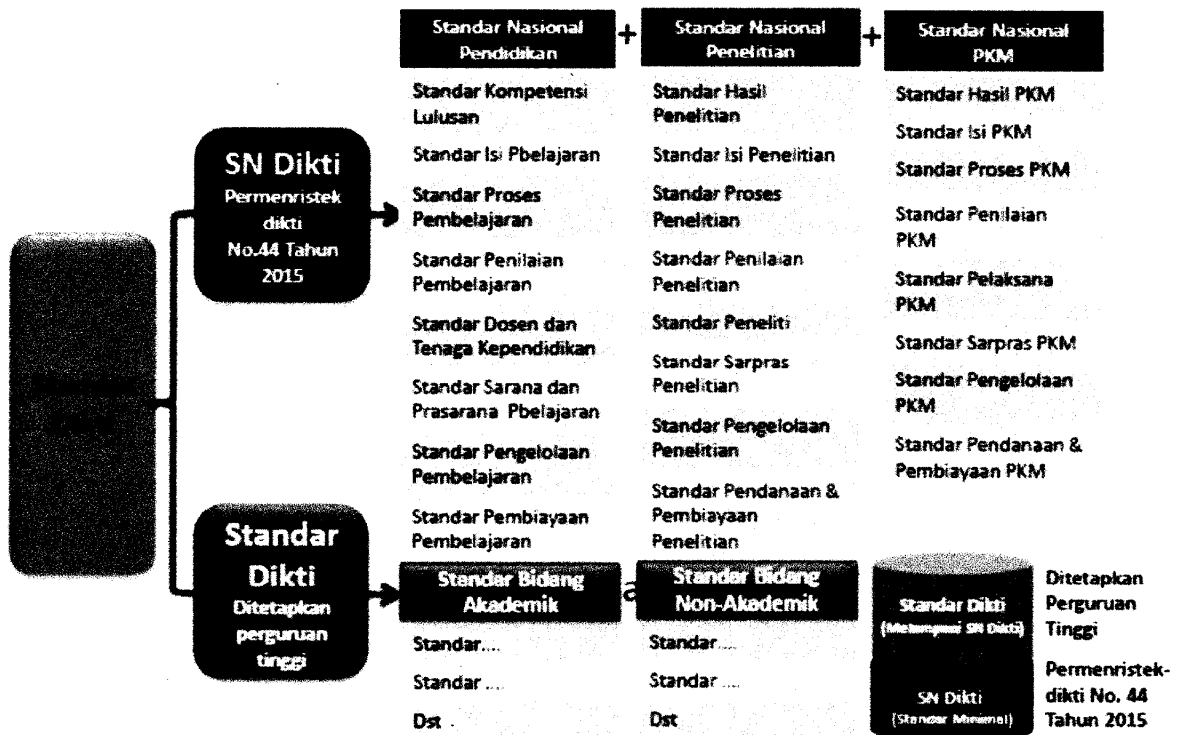 SN Dikti
Permenristek
dikti
No.44 Tahun
2015
Standar Nasional
Pendidikan
Standar Kompetensi
Lulusan
Standar Isi Pbelajaran
Standar Proses
Pembelajaran
Standar Penilaian
Pembelajaran
Standar Dosen dan
Tenaga Kependidikan
Standar Sarana dan
Prasarana Pbelajaran
Standar Pengelolaan
Pembelajaran
Standar Pembiayaan
Pembelajaran
+
Standar Nasional
Penelitian
Standar Hasil
Penelitian
Standar Isi Penelitian
Standar Proses
Penelitian
Standar Penilaian
Penelitian
Standar Peneliti
Standar Sarpras
Penelitian
Standar Pengelolaan
Penelitian
Standar Pendanaan &
Pembiayaan
Penelitian
+
Standar Nasional
PKM
Standar Hasil PKM
Standar Isi PKM
Standar Proses PKM
Standar Penilaian
PKM
Standar Pelaksana
PKM
Standar Sarpras PKM
Standar Pengelolaan
PKM
Standar Pendanaan &
Pembiayaan PKM
Standar
Dikti
Ditetapkan
perguruan
tinggi
Standar Bidang
Akademik
Standar....
Standar ....
Dst
Standar Bidang
Non-Akademik
Standar....
Standar ....
Dst
Standar Dikti
(Melampaui SN Dikti)
Ditetapkan
Perguruan
Tinggi
SN Dikti
(Standar Minimal)
Permenristek-
dikti No. 44
Tahun 2015